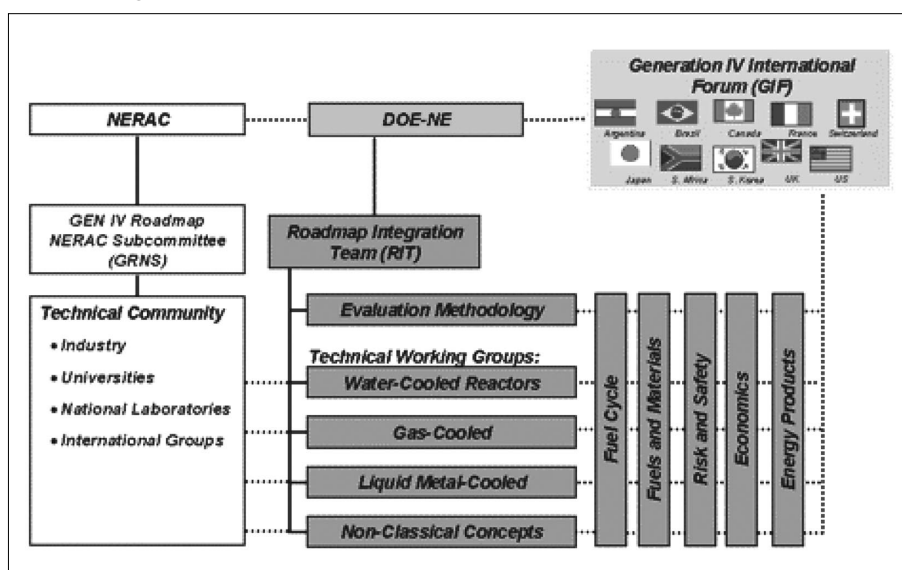 Generation IV International
Forum (GIF)
Argentina Brazil Canada France Switzerland
Japan S. Africa S. Korea UK US
NERAC
DOE-NE
GEN IV Roadmap
NERAC Subcommittee
(GRNS)
Roadmap Integration
Team (RIT)
Technical Community
• Industry
• Universities
• National Laboratories
• International Groups
Evaluation Methodology
Technical Working Groups:
Water-Cooled Reactors
Gas-Cooled
Liquid Metal-Cooled
Non-Classical Concepts
Fuel Cycle
Fuels and Materials
Risk and Safety
Economics
Energy Products